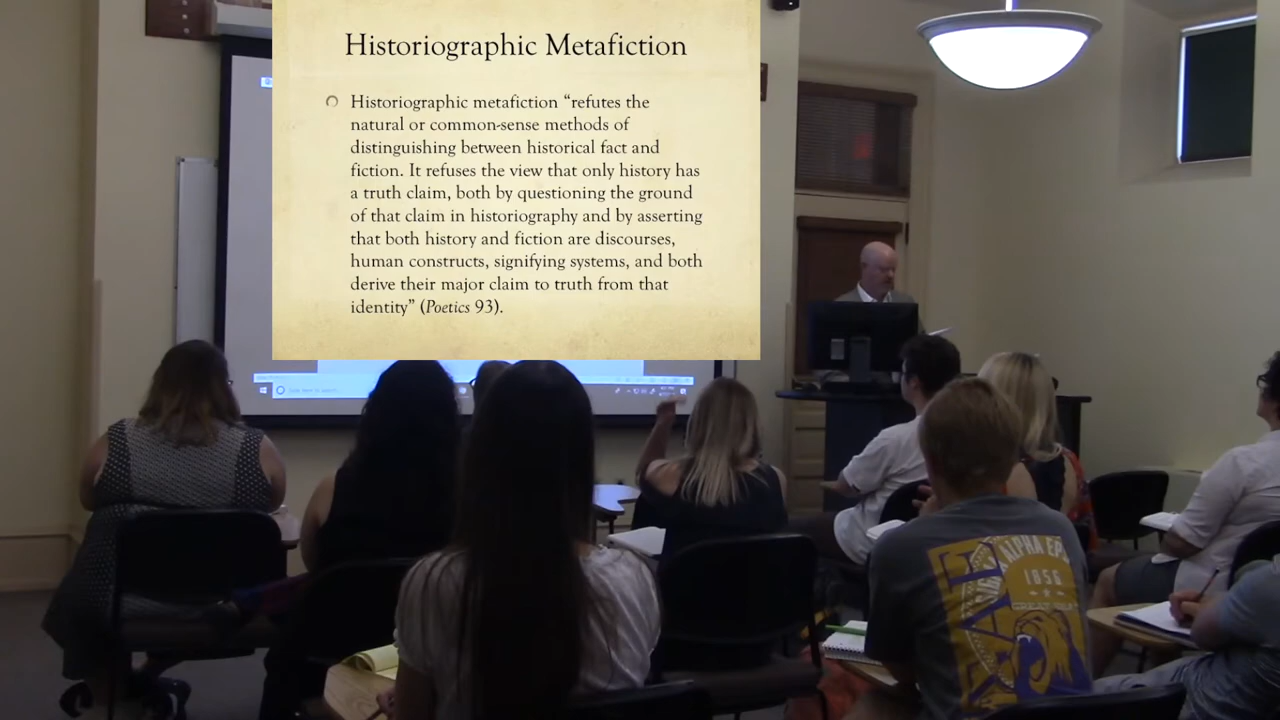 Historiographic Metafiction
Historiographic metafiction “refutes the
natural or common-sense methods of
distinguishing between historical fact and
fiction. It refuses the view that only history has
a truth claim, both by questioning the ground
of that claim in historiography and by asserting
that both history and fiction are discourses,
human constructs, signifying systems, and both
derive their major claim to truth from that
identity” (Poetics 93).
ALPHA EP
1856